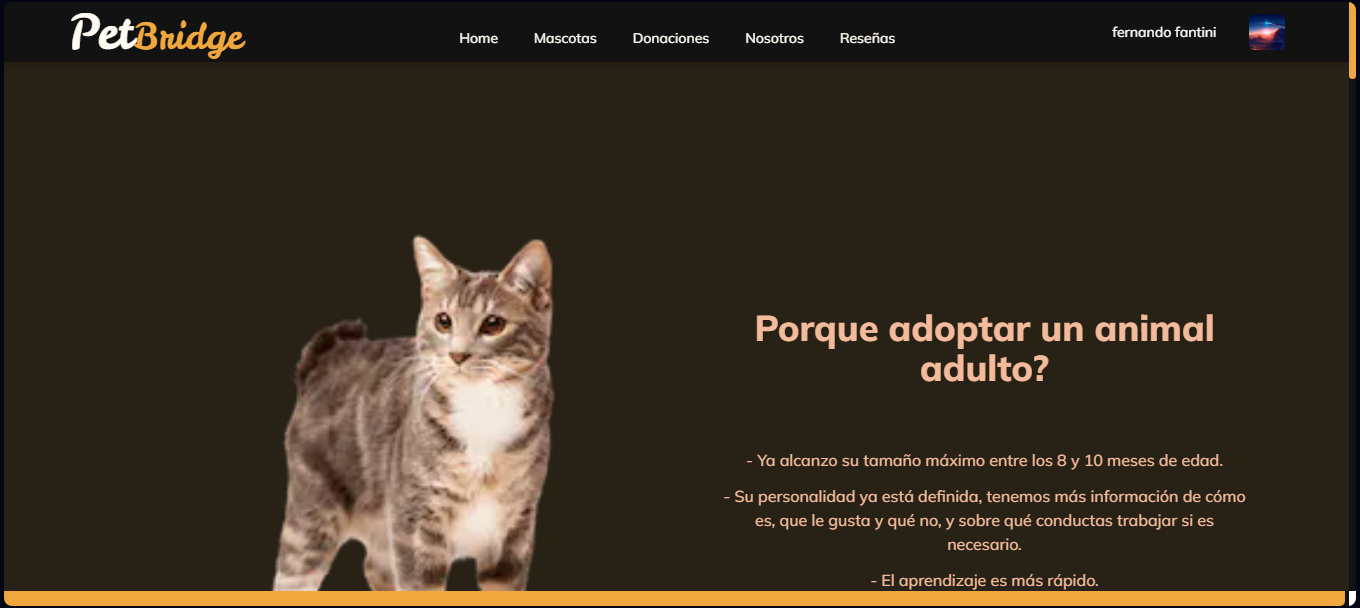 PetBridge
Home Mascotas Donaciones Nosotros Reseñas
fernando fantini
Porque adoptar un animal
adulto?
- Ya alcanzo su tamaño máximo entre los 8 y 10 meses de edad.
- Su personalidad ya está definida, tenemos más información de cómo
es, que le gusta y qué no, y sobre qué conductas trabajar si es
necesario.
- El aprendizaje es más rápido.